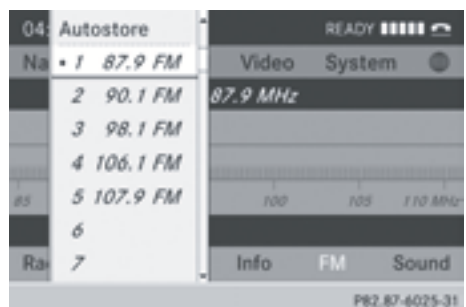 04: Autostore READY
Na • 1 87.9 FM Video System
2 90.1 FM 87.9 MHz
3 98.1 FM
4 106.1 FM
85 5 107.9 FM 100 105 110 MHz
6
Ra 7 Info FM Sound
P82.87-6025-31